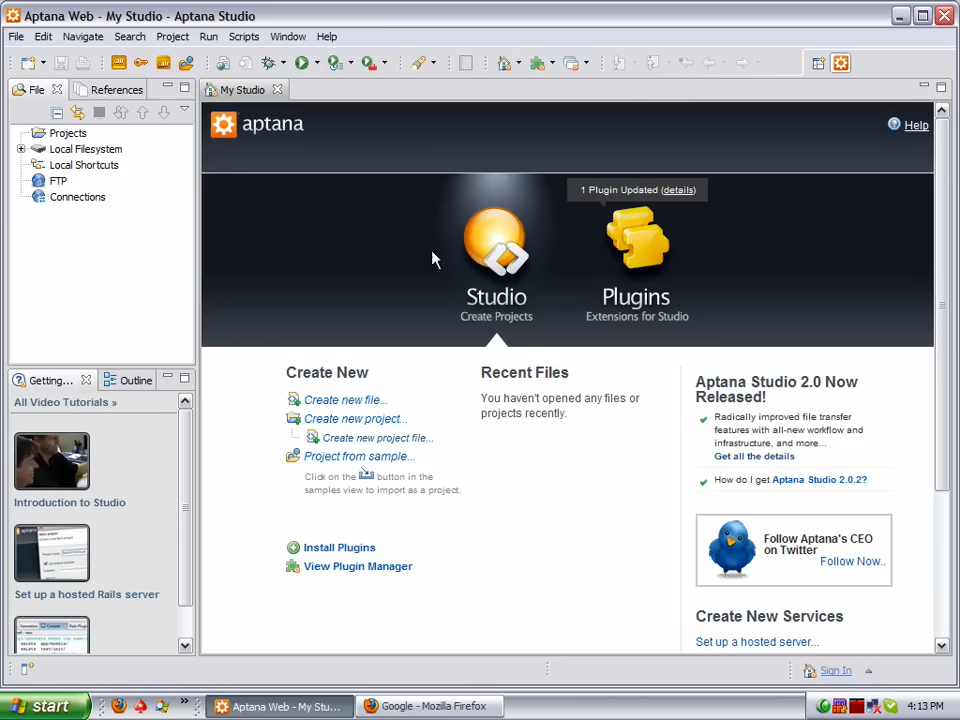 Aptana Web - My Studio - Aptana Studio
File Edit Navigate Search Project Run Scripts Window Help
File References
Projects
Local Filesystem
Local Shortcuts
FTP
Connections
Getting... Outline
All Video Tutorials »
Introduction to Studio
Set up a hosted Rails server
My Studio
aptana
Help
1 Plugin Updated (details)
Studio
Create Projects
Plugins
Extensions for Studio
Create New
Create new file...
Create new project...
Create new project file...
Project from sample...
Click on the button in the
samples view to import as a project.
Install Plugins
View Plugin Manager
Recent Files
You haven't opened any files or
projects recently.
Aptana Studio 2.0 Now
Released!
Radically improved file transfer
features with all-new workflow and
infrastructure, and more...
Get all the details
How do I get Aptana Studio 2.0.2?
Follow Aptana's CEO
on Twitter
Follow Now..
Create New Services
Set up a hosted server...
Sign In
start
Aptana Web - My Stu...
Google - Mozilla Firefox
4:13 PM